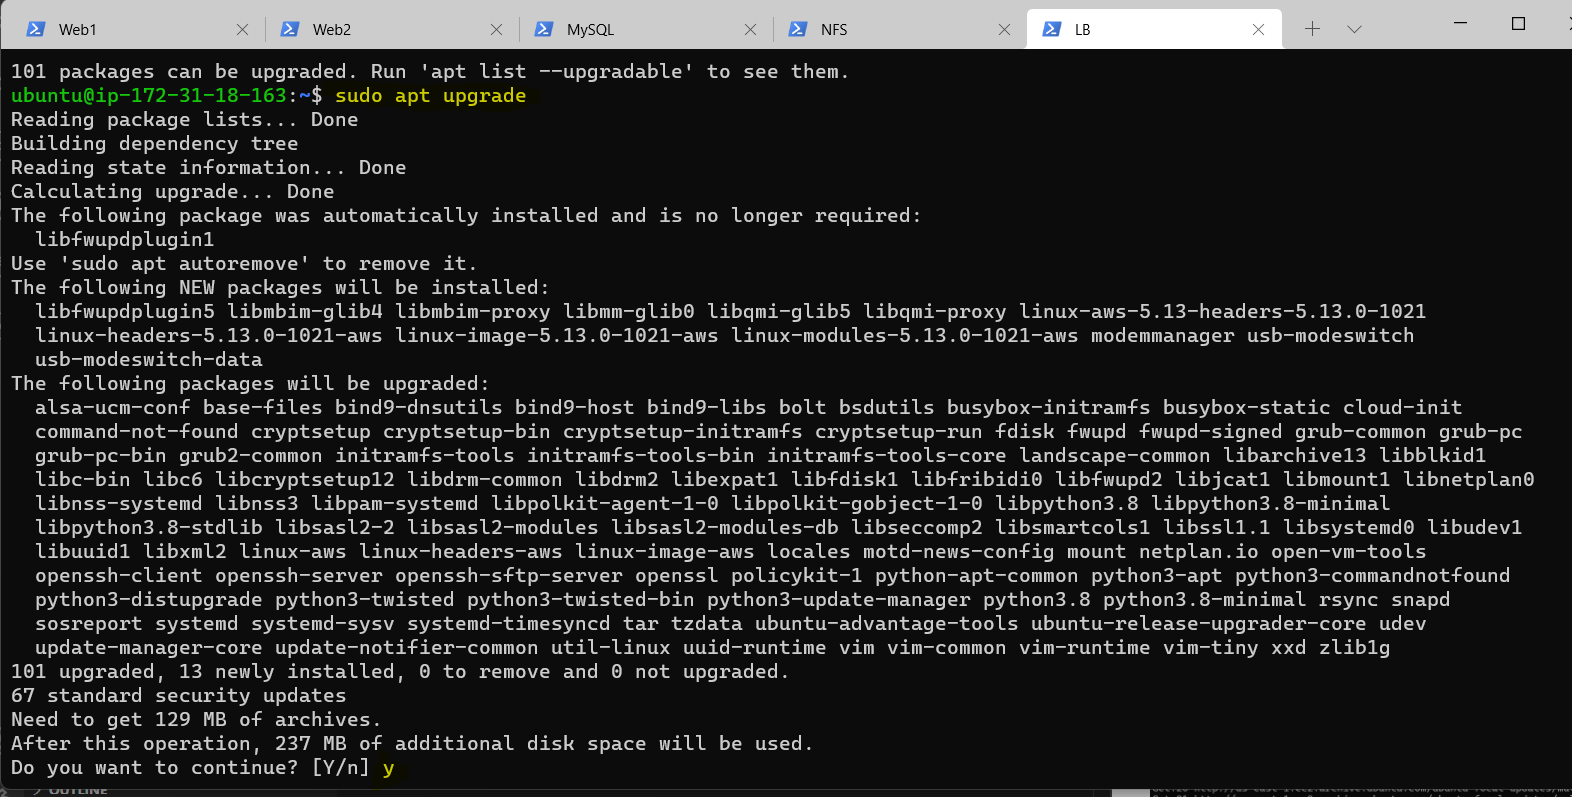 Web1 Web2 MySQL NFS LB
101 packages can be upgraded. Run 'apt list --upgradable' to see them.
ubuntu@ip-172-31-18-163:~$ sudo apt upgrade
Reading package lists... Done
Building dependency tree
Reading state information... Done
Calculating upgrade... Done
The following package was automatically installed and is no longer required:
libfwupdplugin1
Use 'sudo apt autoremove' to remove it.
The following NEW packages will be installed:
libfwupdplugin5 libmbim-glib4 libmbim-proxy libmm-glib0 libqmi-glib5 libqmi-proxy linux-aws-5.13-headers-5.13.0-1021
linux-headers-5.13.0-1021-aws linux-image-5.13.0-1021-aws linux-modules-5.13.0-1021-aws modemmanager usb-modeswitch
usb-modeswitch-data
The following packages will be upgraded:
alsa-ucm-conf base-files bind9-dnsutils bind9-host bind9-libs bolt bsdutils busybox-initramfs busybox-static cloud-init
command-not-found cryptsetup cryptsetup-bin cryptsetup-initramfs cryptsetup-run fdisk fwupd fwupd-signed grub-common grub-pc
grub-pc-bin grub2-common initramfs-tools initramfs-tools-bin initramfs-tools-core landscape-common libarchive13 libblkid1
libc-bin libc6 libcryptsetup12 libdrm-common libdrm2 libexpat1 libfdisk1 libfribidi0 libfwupd2 libjcat1 libmount1 libnetplan0
libnss-systemd libnss3 libpam-systemd libpolkit-agent-1-0 libpolkit-gobject-1-0 libpython3.8 libpython3.8-minimal
libpython3.8-stdlib libsasl2-2 libsasl2-modules libsasl2-modules-db libseccomp2 libsmartcols1 libssl1.1 libsystemd0 libudev1
libuuid1 libxml2 linux-aws linux-headers-aws linux-image-aws locales motd-news-config mount netplan.io open-vm-tools
openssh-client openssh-server openssh-sftp-server openssl policykit-1 python-apt-common python3-apt python3-commandnotfound
python3-distupgrade python3-twisted python3-twisted-bin python3-update-manager python3.8 python3.8-minimal rsync snapd
sosreport systemd systemd-sysv systemd-timesyncd tar tzdata ubuntu-advantage-tools ubuntu-release-upgrader-core udev
update-manager-core update-notifier-common util-linux uuid-runtime vim vim-common vim-runtime vim-tiny xxd zlib1g
101 upgraded, 13 newly installed, 0 to remove and 0 not upgraded.
67 standard security updates
Need to get 129 MB of archives.
After this operation, 237 MB of additional disk space will be used.
Do you want to continue? [Y/n] y
OUTLINE